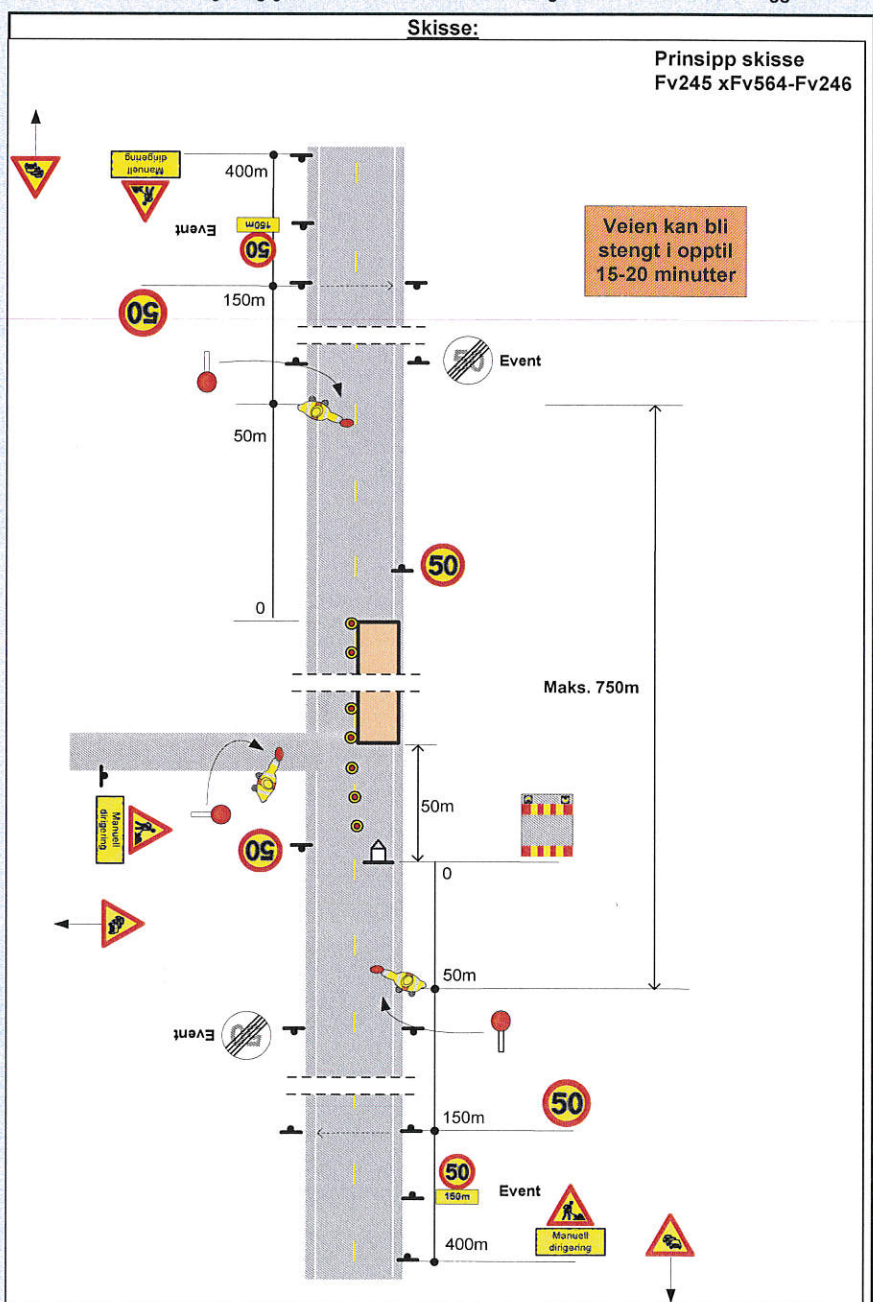 Skisse:
Prinsipp skisse
Fv245 xFv564-Fv246
Manuell
dirigering
400m
Event
150m
50
150m
50
Veien kan bli
stengt i opptil
15-20 minutter
50
Event
50m
50
0
Maks. 750m
Manuell
dirigering
50m
50
0
50m
Event
50
150m
50
50
150m
Event
Manuell
dirigering
400m